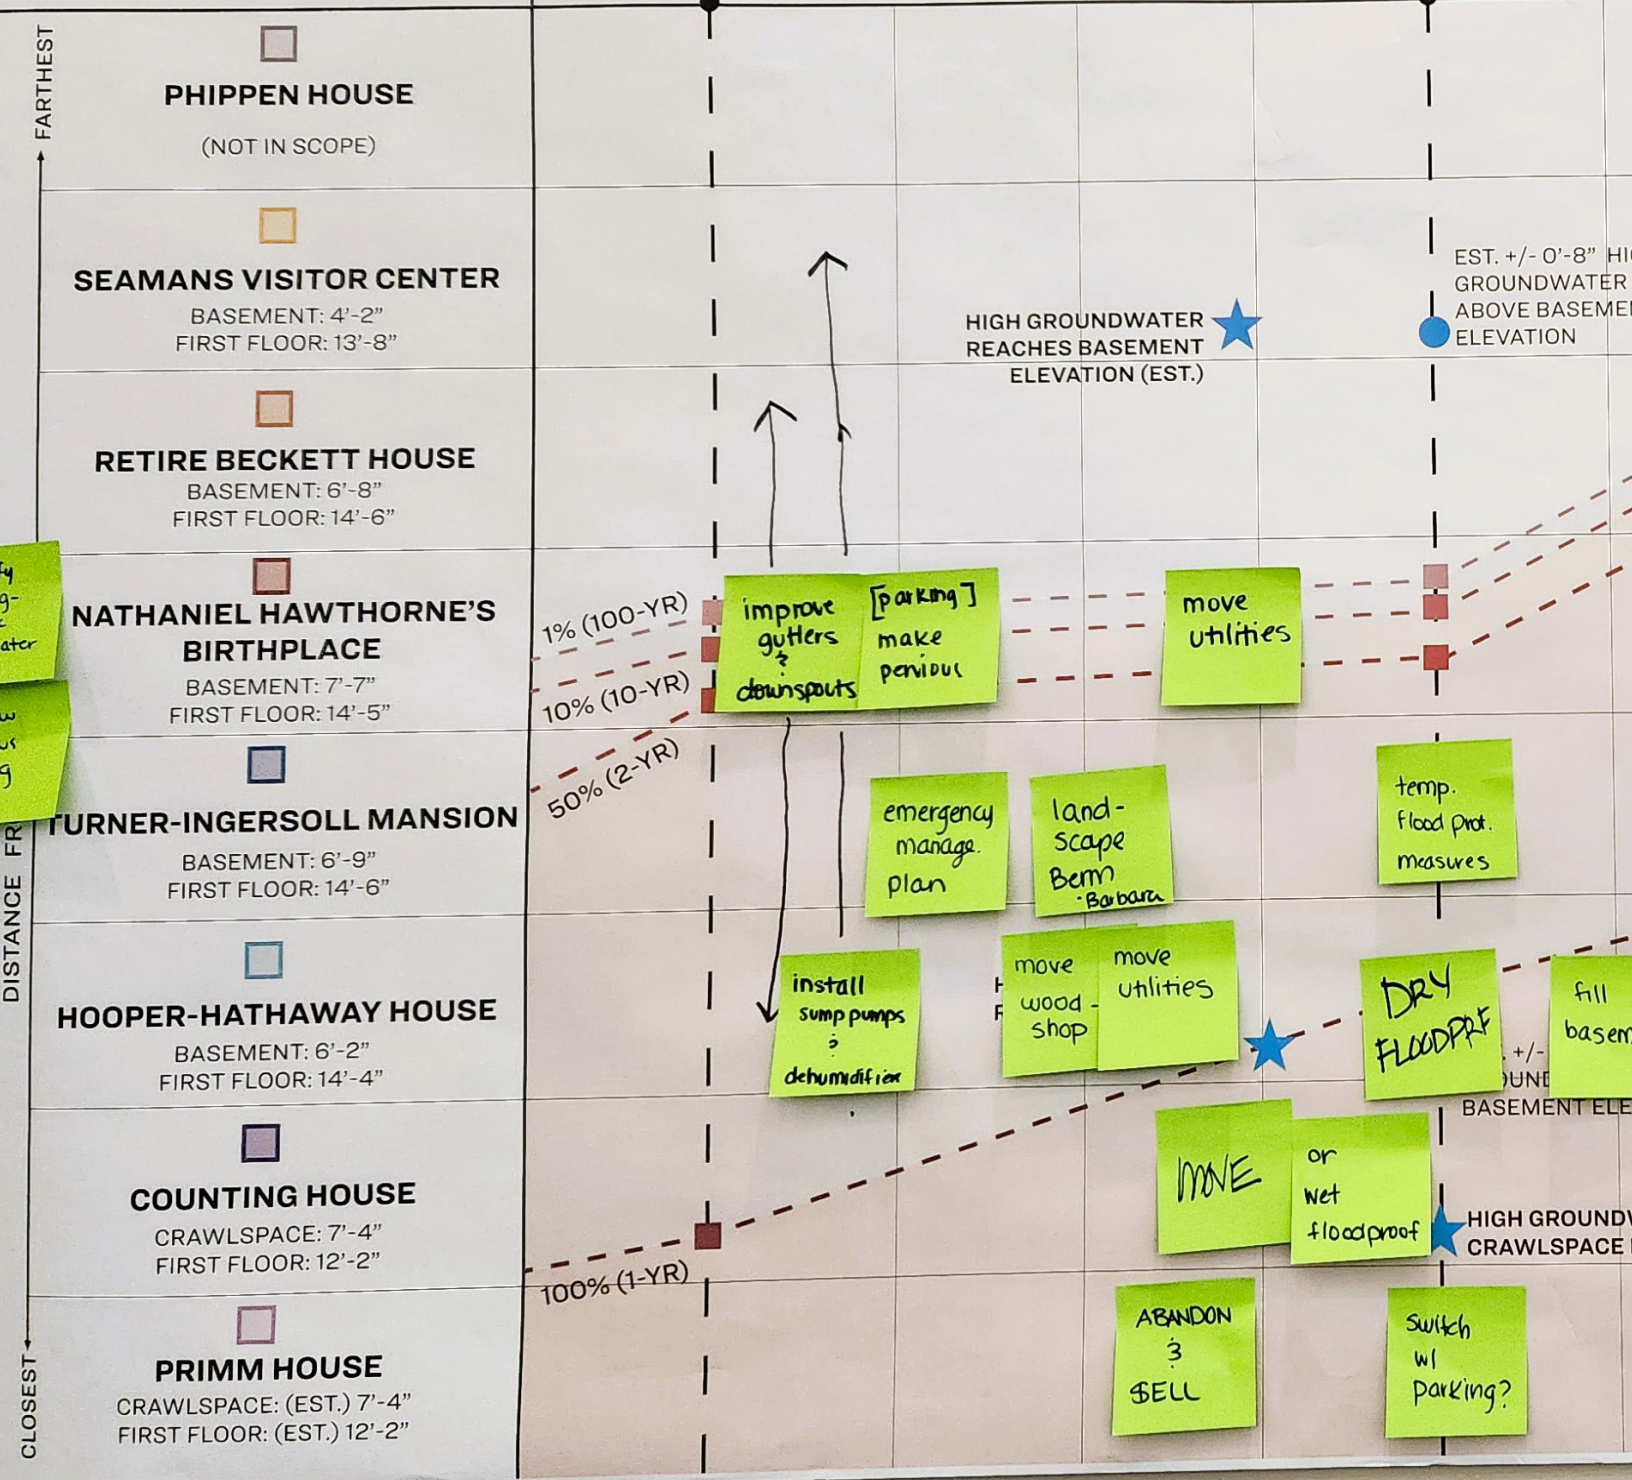 FARTHEST
PHIPPEN HOUSE
(NOT IN SCOPE)
SEAMANS VISITOR CENTER
BASEMENT: 4'-2"
FIRST FLOOR: 13'-8"
HIGH GROUNDWATER
REACHES BASEMENT
ELEVATION (EST.)
EST. +/- 0'-8" HI
GROUNDWATER
ABOVE BASEME
ELEVATION
RETIRE BECKETT HOUSE
BASEMENT: 6'-8"
FIRST FLOOR: 14'-6"
NATHANIEL HAWTHORNE'S
BIRTHPLACE
BASEMENT: 7'-7"
FIRST FLOOR: 14'-5"
1% (100-YR)
10% (10-YR)
50% (2-YR)
improve
gutters
&
downspouts
[parking]
make
pervious
move
utilities
TURNER-INGERSOLL MANSION
BASEMENT: 6'-9"
FIRST FLOOR: 14'-6"
emergency
manage.
plan
land-
scape
Berm
-Barbara
temp.
flood prot.
measures
DISTANCE FR
HOOPER-HATHAWAY HOUSE
BASEMENT: 6'-2"
FIRST FLOOR: 14'-4"
install
sump pumps
&
dehumidifier
move
wood-
shop
move
utilities
DRY
FLOODPRF
fill
basem
+/-
BASEMENT ELE
COUNTING HOUSE
CRAWLSPACE: 7'-4"
FIRST FLOOR: 12'-2"
MOVE
or
wet
floodproof
HIGH GROUNDW
CRAWLSPACE
100% (1-YR)
PRIMM HOUSE
CRAWLSPACE: (EST.) 7'-4"
FIRST FLOOR: (EST.) 12'-2"
ABANDON
&
$ELL
switch
w/
parking?
CLOSEST